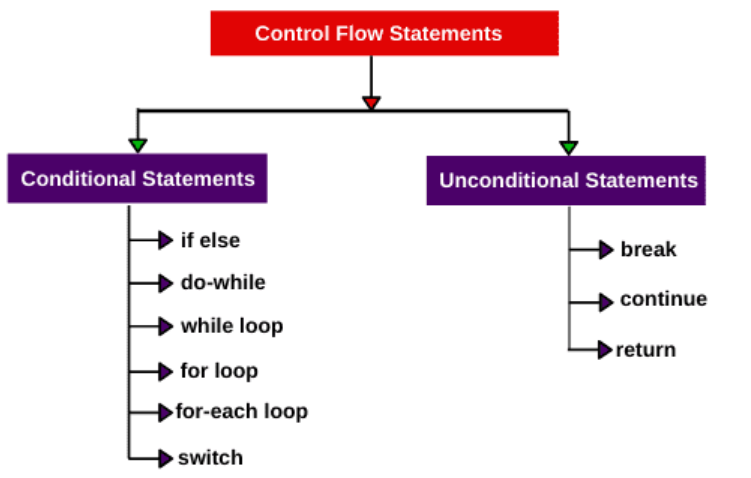 Control Flow Statements
Conditional Statements
if else
do-while
while loop
for loop
for-each loop
switch
Unconditional Statements
break
continue
return